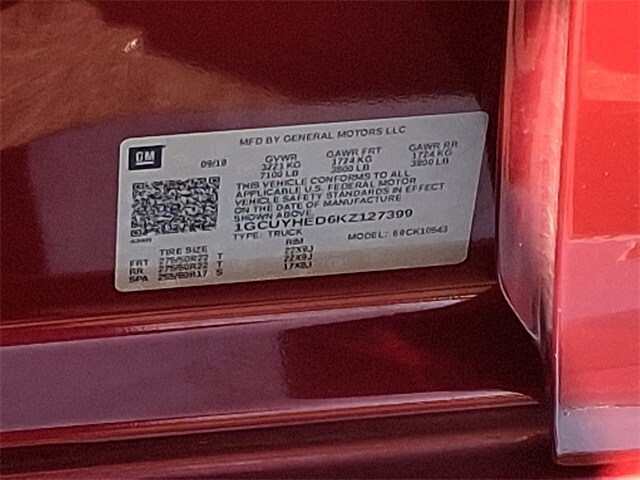 GM
MFD BY GENERAL MOTORS LLC
09/18
GVWR GAWR FRT GAWR RR
3221 KG 1724 KG 1724 KG
7100 LB 3800 LB 3800 LB
THIS VEHICLE CONFORMS TO ALL
APPLICABLE U.S. FEDERAL MOTOR
VEHICLE SAFETY STANDARDS IN EFFECT
ON THE DATE OF MANUFACTURE
SHOWN ABOVE.
1GCUYHED6KZ127399
TYPE: TRUCK MODEL: CK10543
TIRE SIZE RIM
FRT 275/50R22 T 22X9J
RR 275/50R22 T 22X9J
SPA 255/80R17 S 17X8J